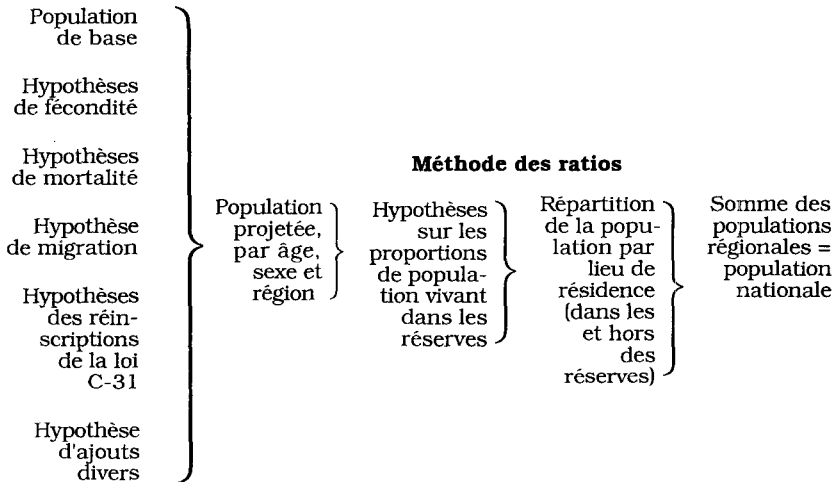 Population
de base
Hypothèses
de fécondité
Hypothèses
de mortalité
Hypothèse
de migration
Hypothèses
des réin-
scriptions
de la loi
C-31
Hypothèse
d'ajouts
divers
Population
projetée,
par âge,
sexe et
région
Méthode des ratios
Hypothèses
sur les
proportions
de popula-
tion vivant
dans les
réserves
Répartition
de la popu-
lation par
lieu de
résidence
(dans les
et hors
des
réserves)
Somme des
populations
régionales =
population
nationale